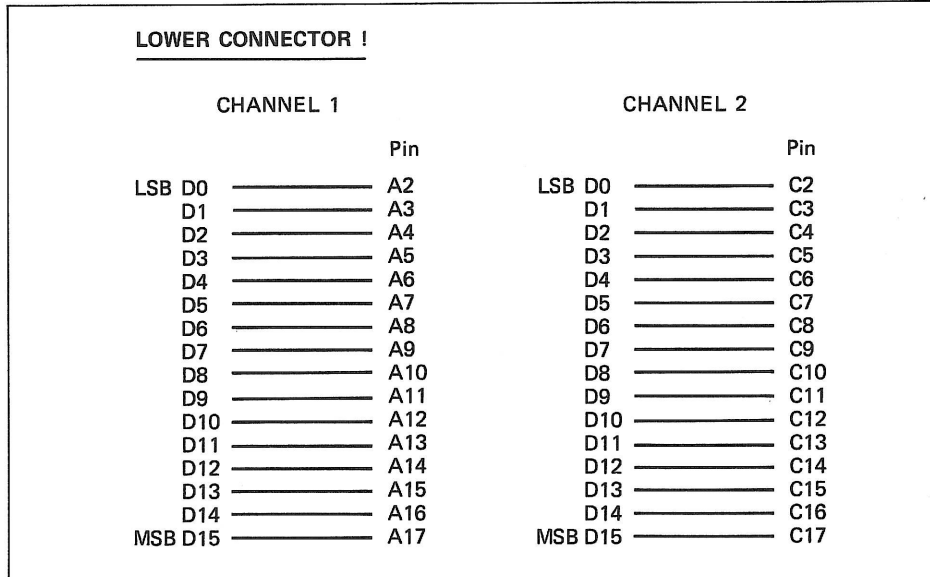 LOWER CONNECTOR !
CHANNEL 1 CHANNEL 2
Pin Pin
LSB D0 A2 LSB D0 C2
D1 A3 D1 C3
D2 A4 D2 C4
D3 A5 D3 C5
D4 A6 D4 C6
D5 A7 D5 C7
D6 A8 D6 C8
D7 A9 D7 C9
D8 A10 D8 C10
D9 A11 D9 C11
D10 A12 D10 C12
D11 A13 D11 C13
D12 A14 D12 C14
D13 A15 D13 C15
D14 A16 D14 C16
MSB D15 A17 MSB D15 C17